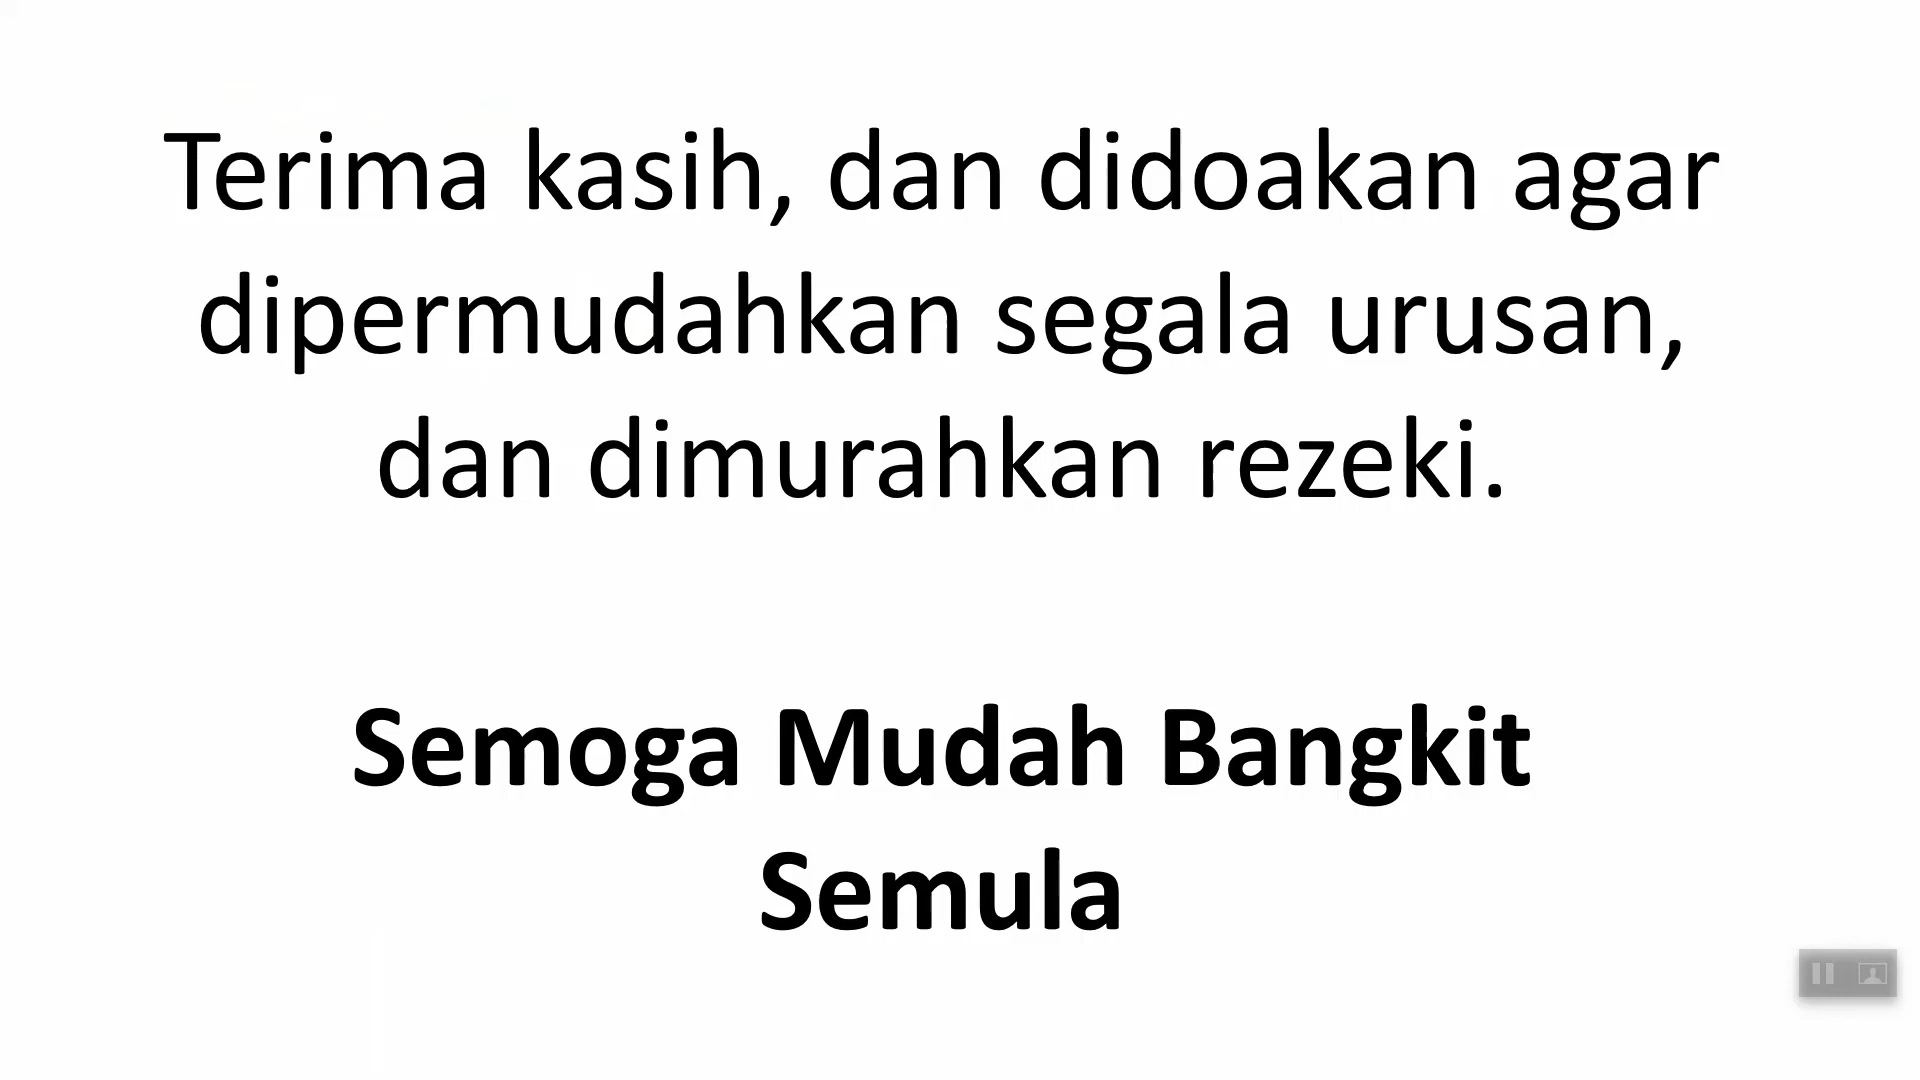 Terima kasih, dan didoakan agar
dipermudahkan segala urusan,
dan dimurahkan rezeki.
Semoga Mudah Bangkit
Semula